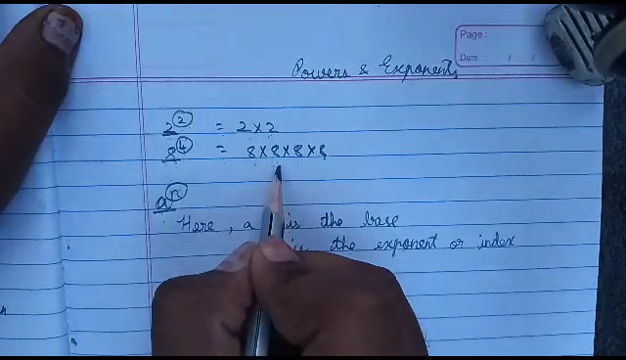 Page:
Date: / /
Powers & Exponents
2² = 2×2
8⁴ = 8×8×8×8
aⁿ
Here, a is the base
the exponent or index